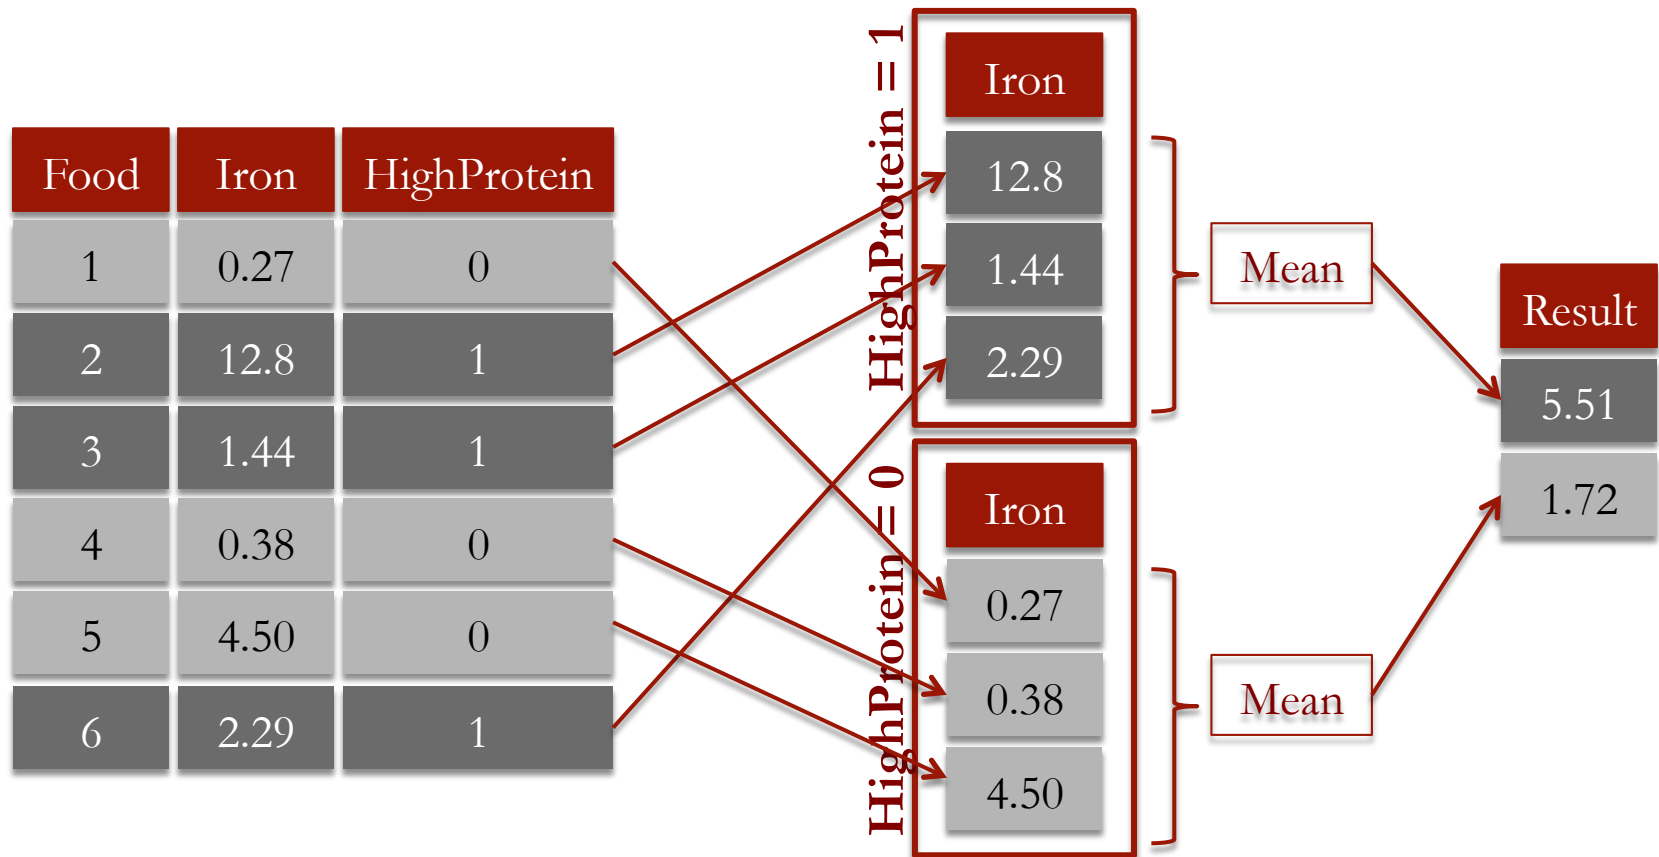 Food Iron HighProtein
1 0.27 0
2 12.8 1
3 1.44 1
4 0.38 0
5 4.50 0
6 2.29 1
HighProtein = 1
Iron
12.8
1.44
2.29
Mean
HighProtein = 0
Iron
0.27
0.38
4.50
Mean
Result
5.51
1.72